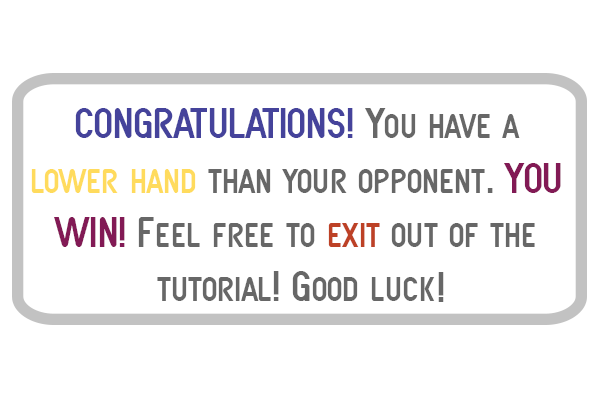 CONGRATULATIONS! You have a
lower hand than your opponent. YOU
WIN! Feel free to exit out of the
tutorial! Good luck!